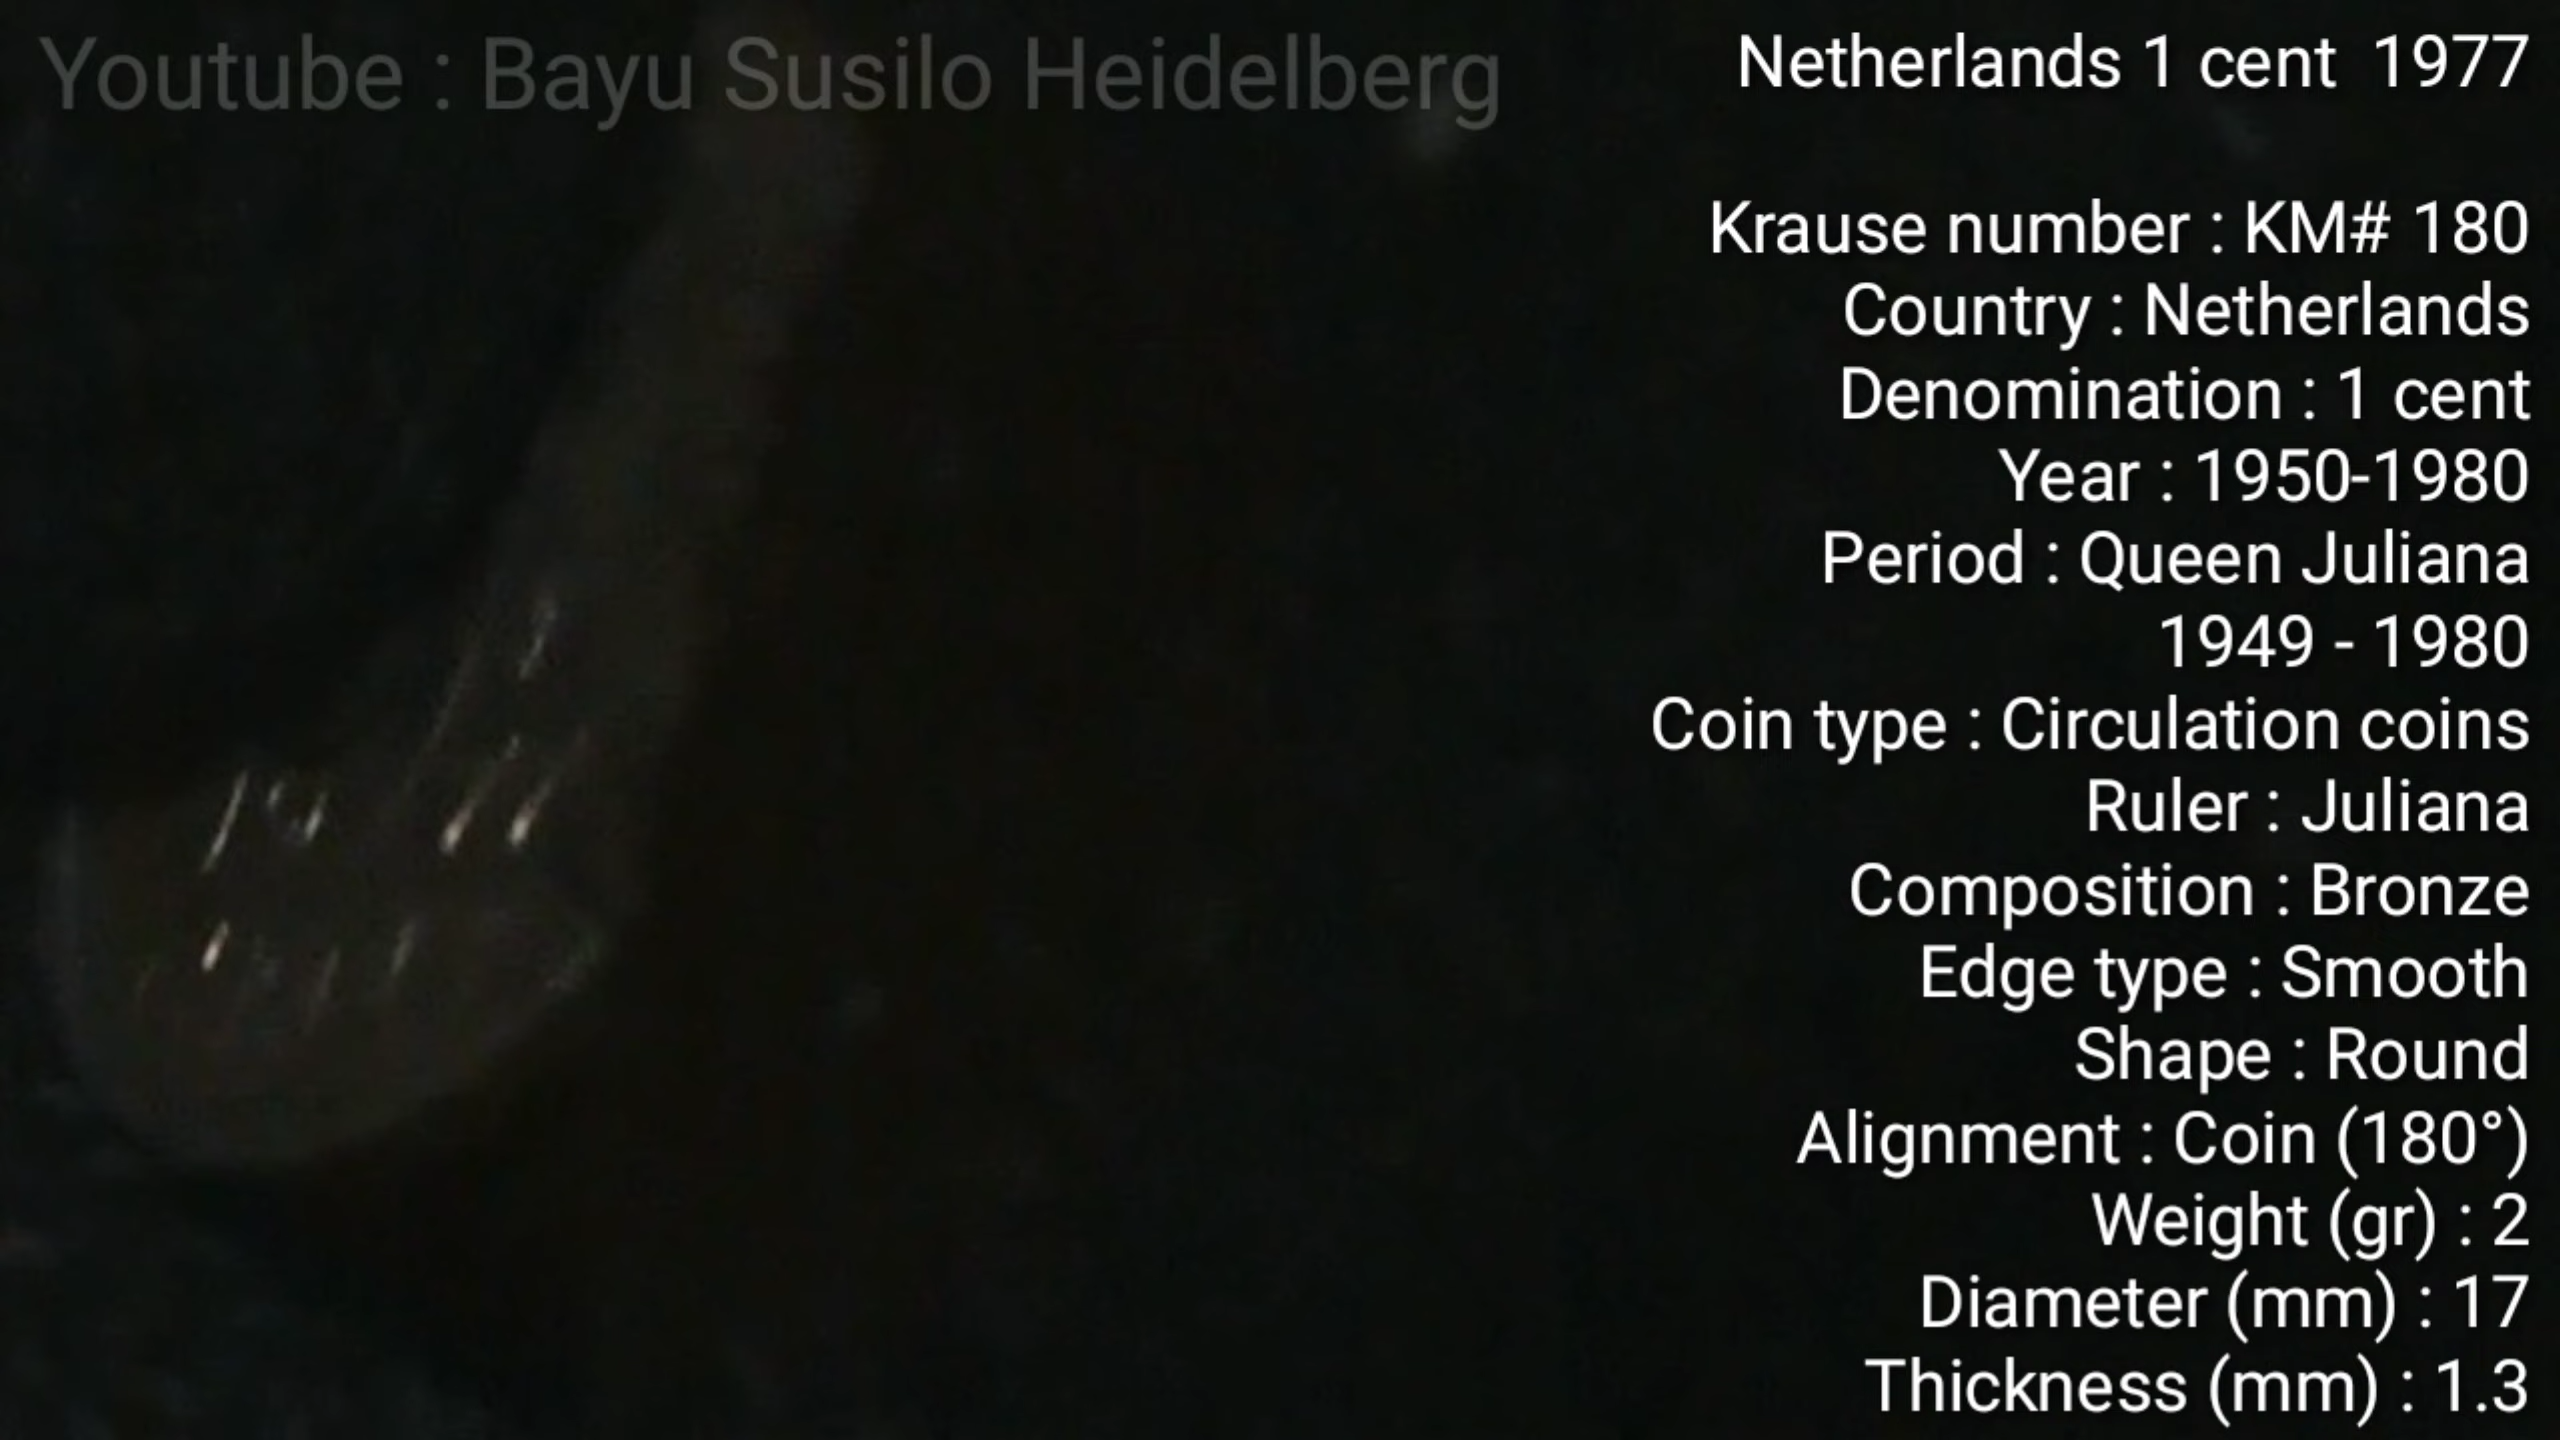 Youtube : Bayu Susilo Heidelberg
Netherlands 1 cent 1977
Krause number : KM# 180
Country : Netherlands
Denomination : 1 cent
Year : 1950-1980
Period : Queen Juliana
1949 - 1980
Coin type : Circulation coins
Ruler : Juliana
Composition : Bronze
Edge type : Smooth
Shape : Round
Alignment : Coin (180°)
Weight (gr) : 2
Diameter (mm) : 17
Thickness (mm) : 1.3